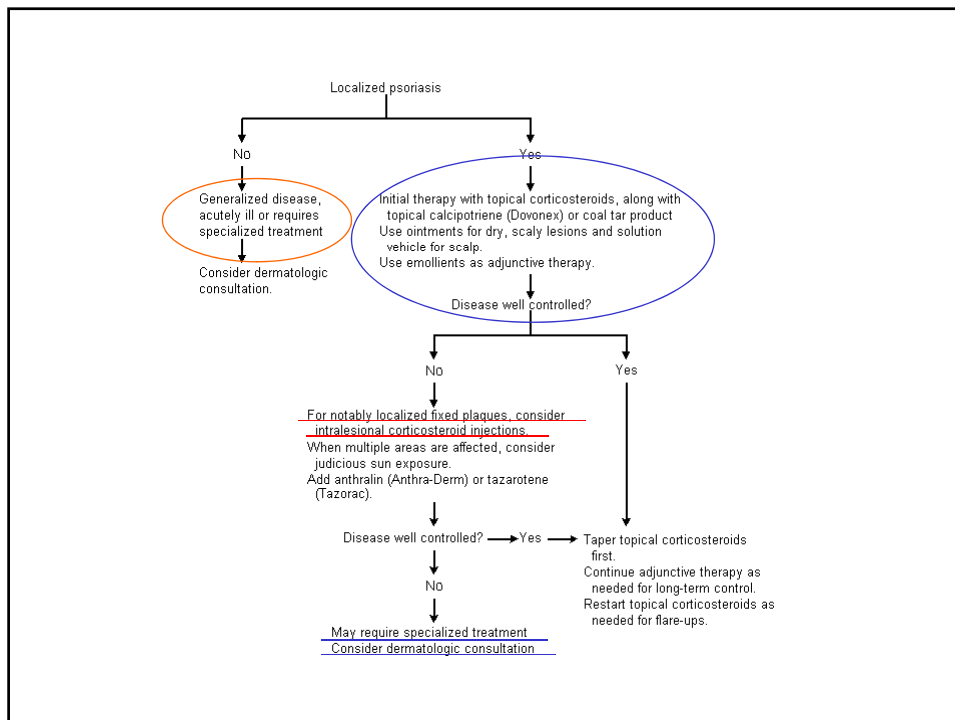 Localized psoriasis
No
Yes
Generalized disease,
acutely ill or requires
specialized treatment
Consider dermatologic
consultation.
Initial therapy with topical corticosteroids, along with
topical calcipotriene (Dovonex) or coal tar product
Use ointments for dry, scaly lesions and solution
vehicle for scalp.
Use emollients as adjunctive therapy.
Disease well controlled?
No
Yes
For notably localized fixed plaques, consider
intralesional corticosteroid injections.
When multiple areas are affected, consider
judicious sun exposure.
Add anthralin (Anthra-Derm) or tazarotene
(Tazorac).
Disease well controlled?
Yes
Taper topical corticosteroids
first.
Continue adjunctive therapy as
needed for long-term control.
Restart topical corticosteroids as
needed for flare-ups.
No
May require specialized treatment
Consider dermatologic consultation